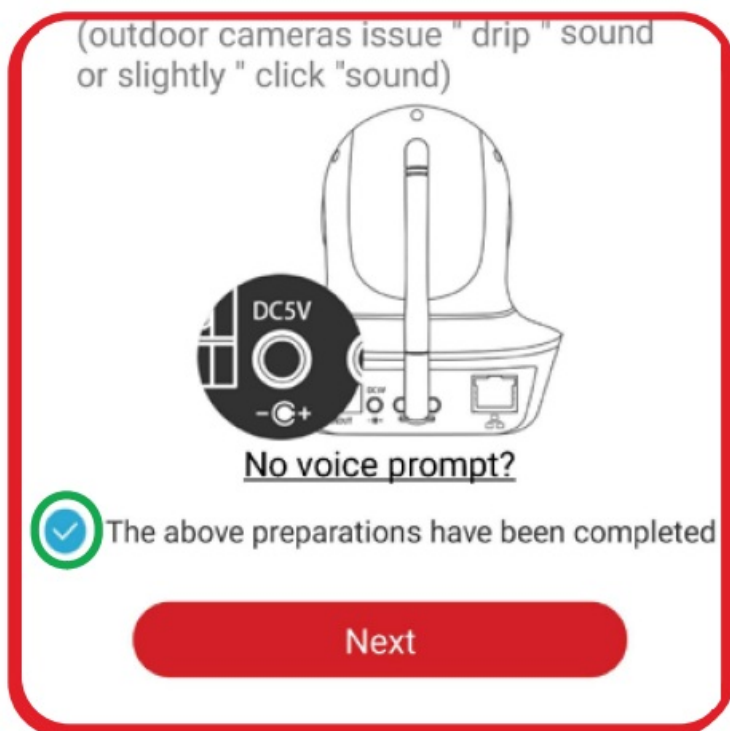 (outdoor cameras issue " drip " sound
or slightly " click "sound)
DC5V
No voice prompt?
The above preparations have been completed
Next